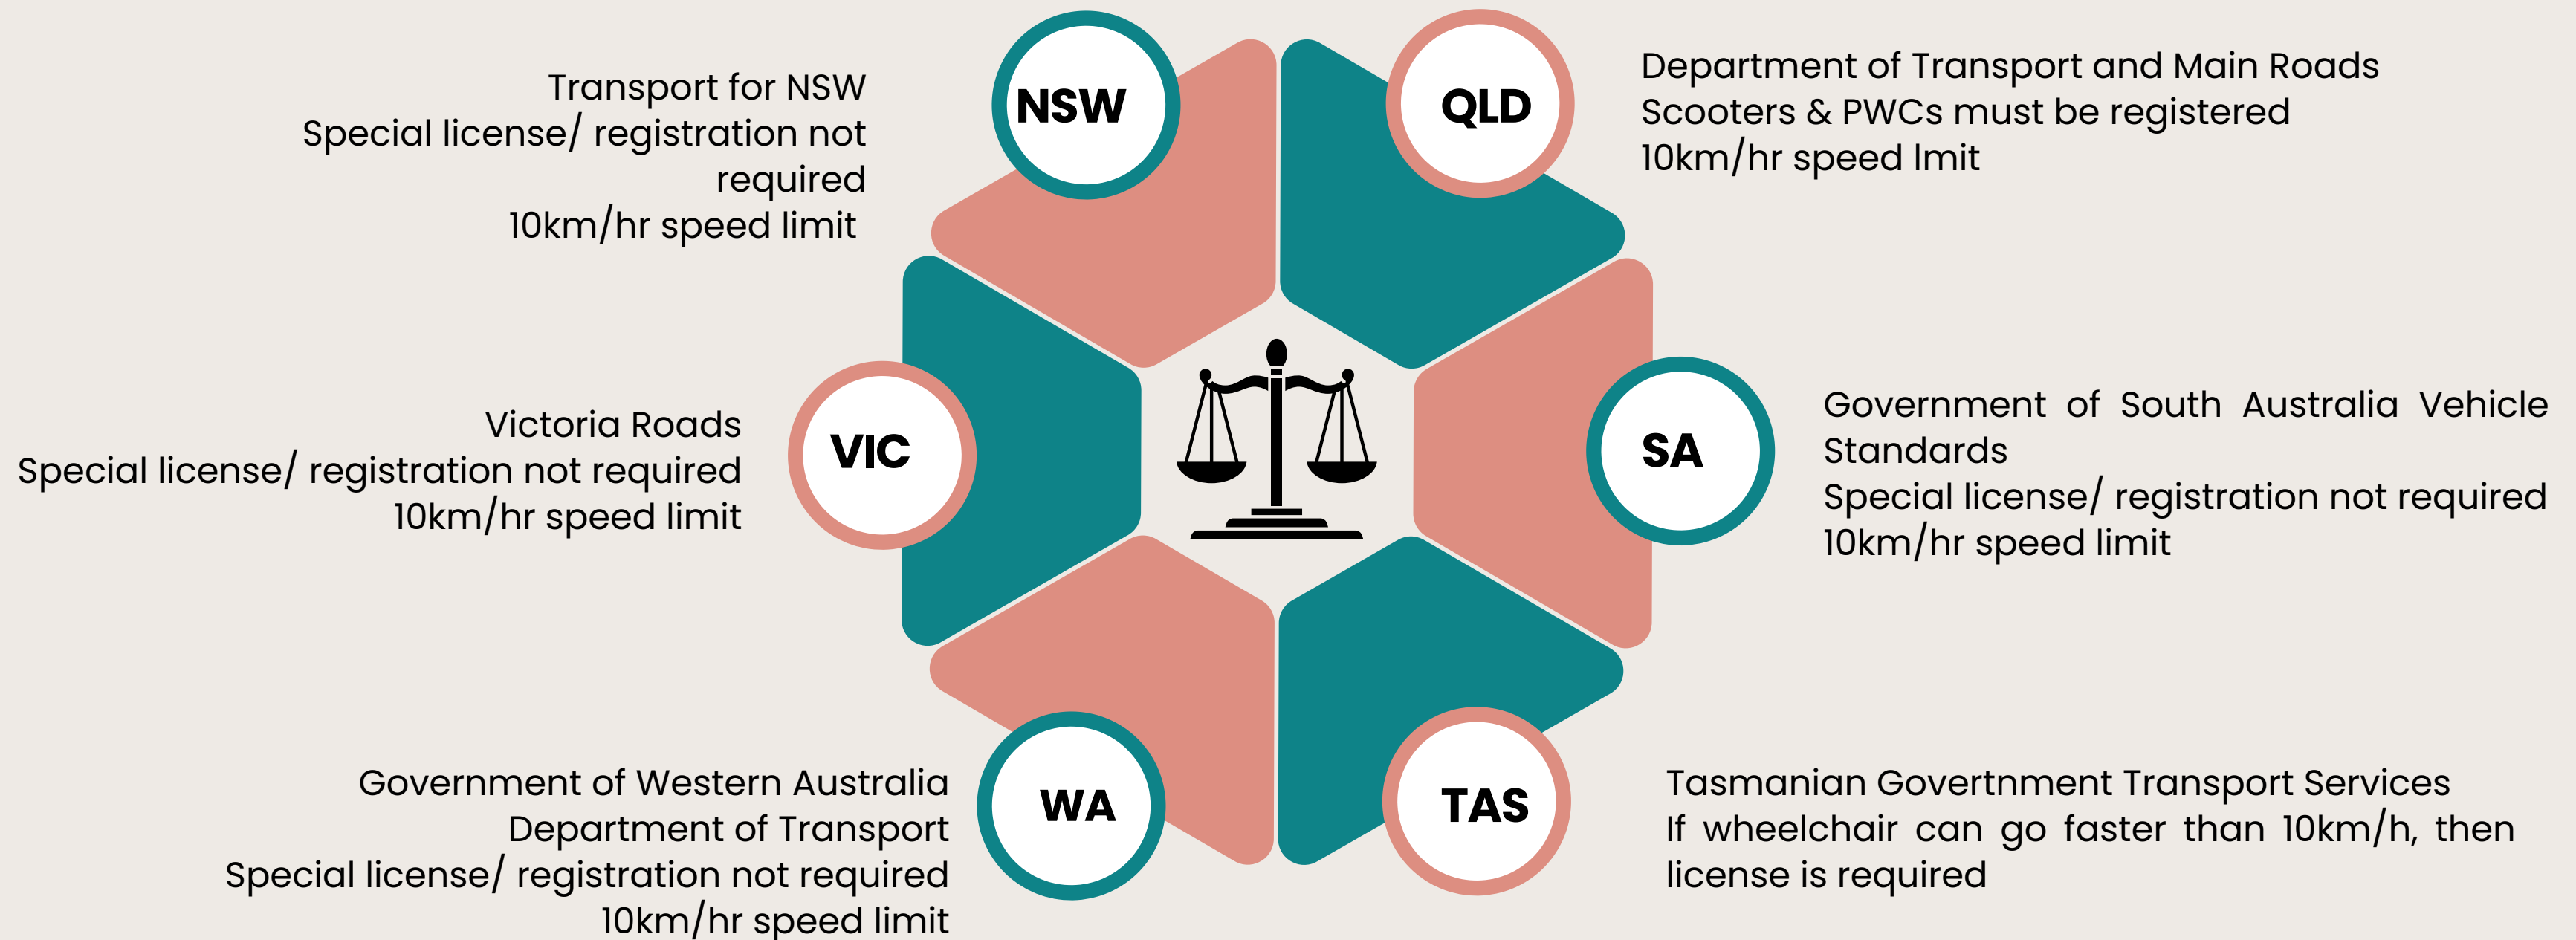 NSW
Transport for NSW
Special license/ registration not
required
10km/hr speed limit
QLD
Department of Transport and Main Roads
Scooters & PWCs must be registered
10km/hr speed lmit
VIC
Victoria Roads
Special license/ registration not required
10km/hr speed limit
SA
Government of South Australia Vehicle
Standards
Special license/ registration not required
10km/hr speed limit
WA
Government of Western Australia
Department of Transport
Special license/ registration not required
10km/hr speed limit
TAS
Tasmanian Govertnment Transport Services
If wheelchair can go faster than 10km/h, then
license is required